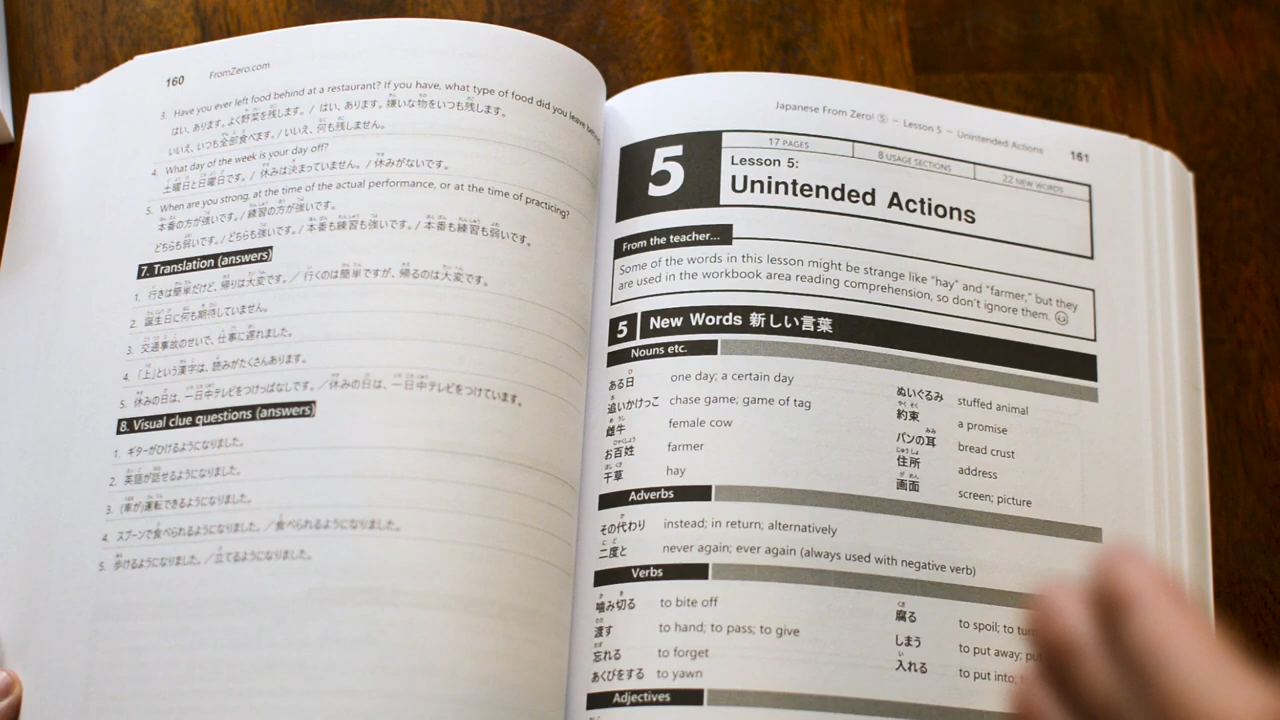 160 FromZero.com
3. Have you ever left food behind at a restaurant? If you have, what type of food did you leave behind
はい、あります。よく野菜を残します。/ はい、あります。嫌いな物をいつも残します。
いいえ、いつも全部食べます。/ いいえ、何も残しません。
4. What day of the week is your day off?
土曜日と日曜日です。/ 休みは決まっていません。/ 休みがないです。
5. When are you strong, at the time of the actual performance, or at the time of practicing?
本番の方が強いです。/ 練習の方が強いです。
どちらも弱いです。/ どちらも強いです。/ 本番も練習も強いです。/ 本番も練習も弱いです。
7. Translation (answers)
1. 行きは簡単だけど、帰りは大変です。／行くのは簡単ですが、帰るのは大変です。
2. 誕生日に何も期待していません。
3. 交通事故のせいで、仕事に遅れました。
4. 「上」という漢字は、読みがたくさんあります。
5. 休みの日は、一日中テレビをつけっぱなしです。／休みの日は、一日中テレビをつけています。
8. Visual clue questions (answers)
1. ギターがひけるようになりました。
2. 英語が話せるようになりました。
3. (車が)運転できるようになりました。
4. スプーンで食べられるようになりました。／食べられるようになりました。
5. 歩けるようになりました。／立てるようになりました。
Japanese From Zero! ⑤ – Lesson 5 – Unintended Actions 161
5
17 PAGES 8 USAGE SECTIONS 22 NEW WORDS
Lesson 5:
Unintended Actions
From the teacher...
Some of the words in this lesson might be strange like "hay" and "farmer," but they
are used in the workbook area reading comprehension, so don't ignore them. ☺
5 New Words 新しい言葉
Nouns etc.
ある日 one day; a certain day
追いかけっこ chase game; game of tag
雌牛 female cow
お百姓 farmer
干草 hay
ぬいぐるみ stuffed animal
約束 a promise
パンの耳 bread crust
住所 address
画面 screen; picture
Adverbs
その代わり instead; in return; alternatively
二度と never again; ever again (always used with negative verb)
Verbs
噛み切る to bite off
渡す to hand; to pass; to give
忘れる to forget
あくびをする to yawn
腐る to spoil; to
しまう to put away;
入れる to put into;
Adjectives